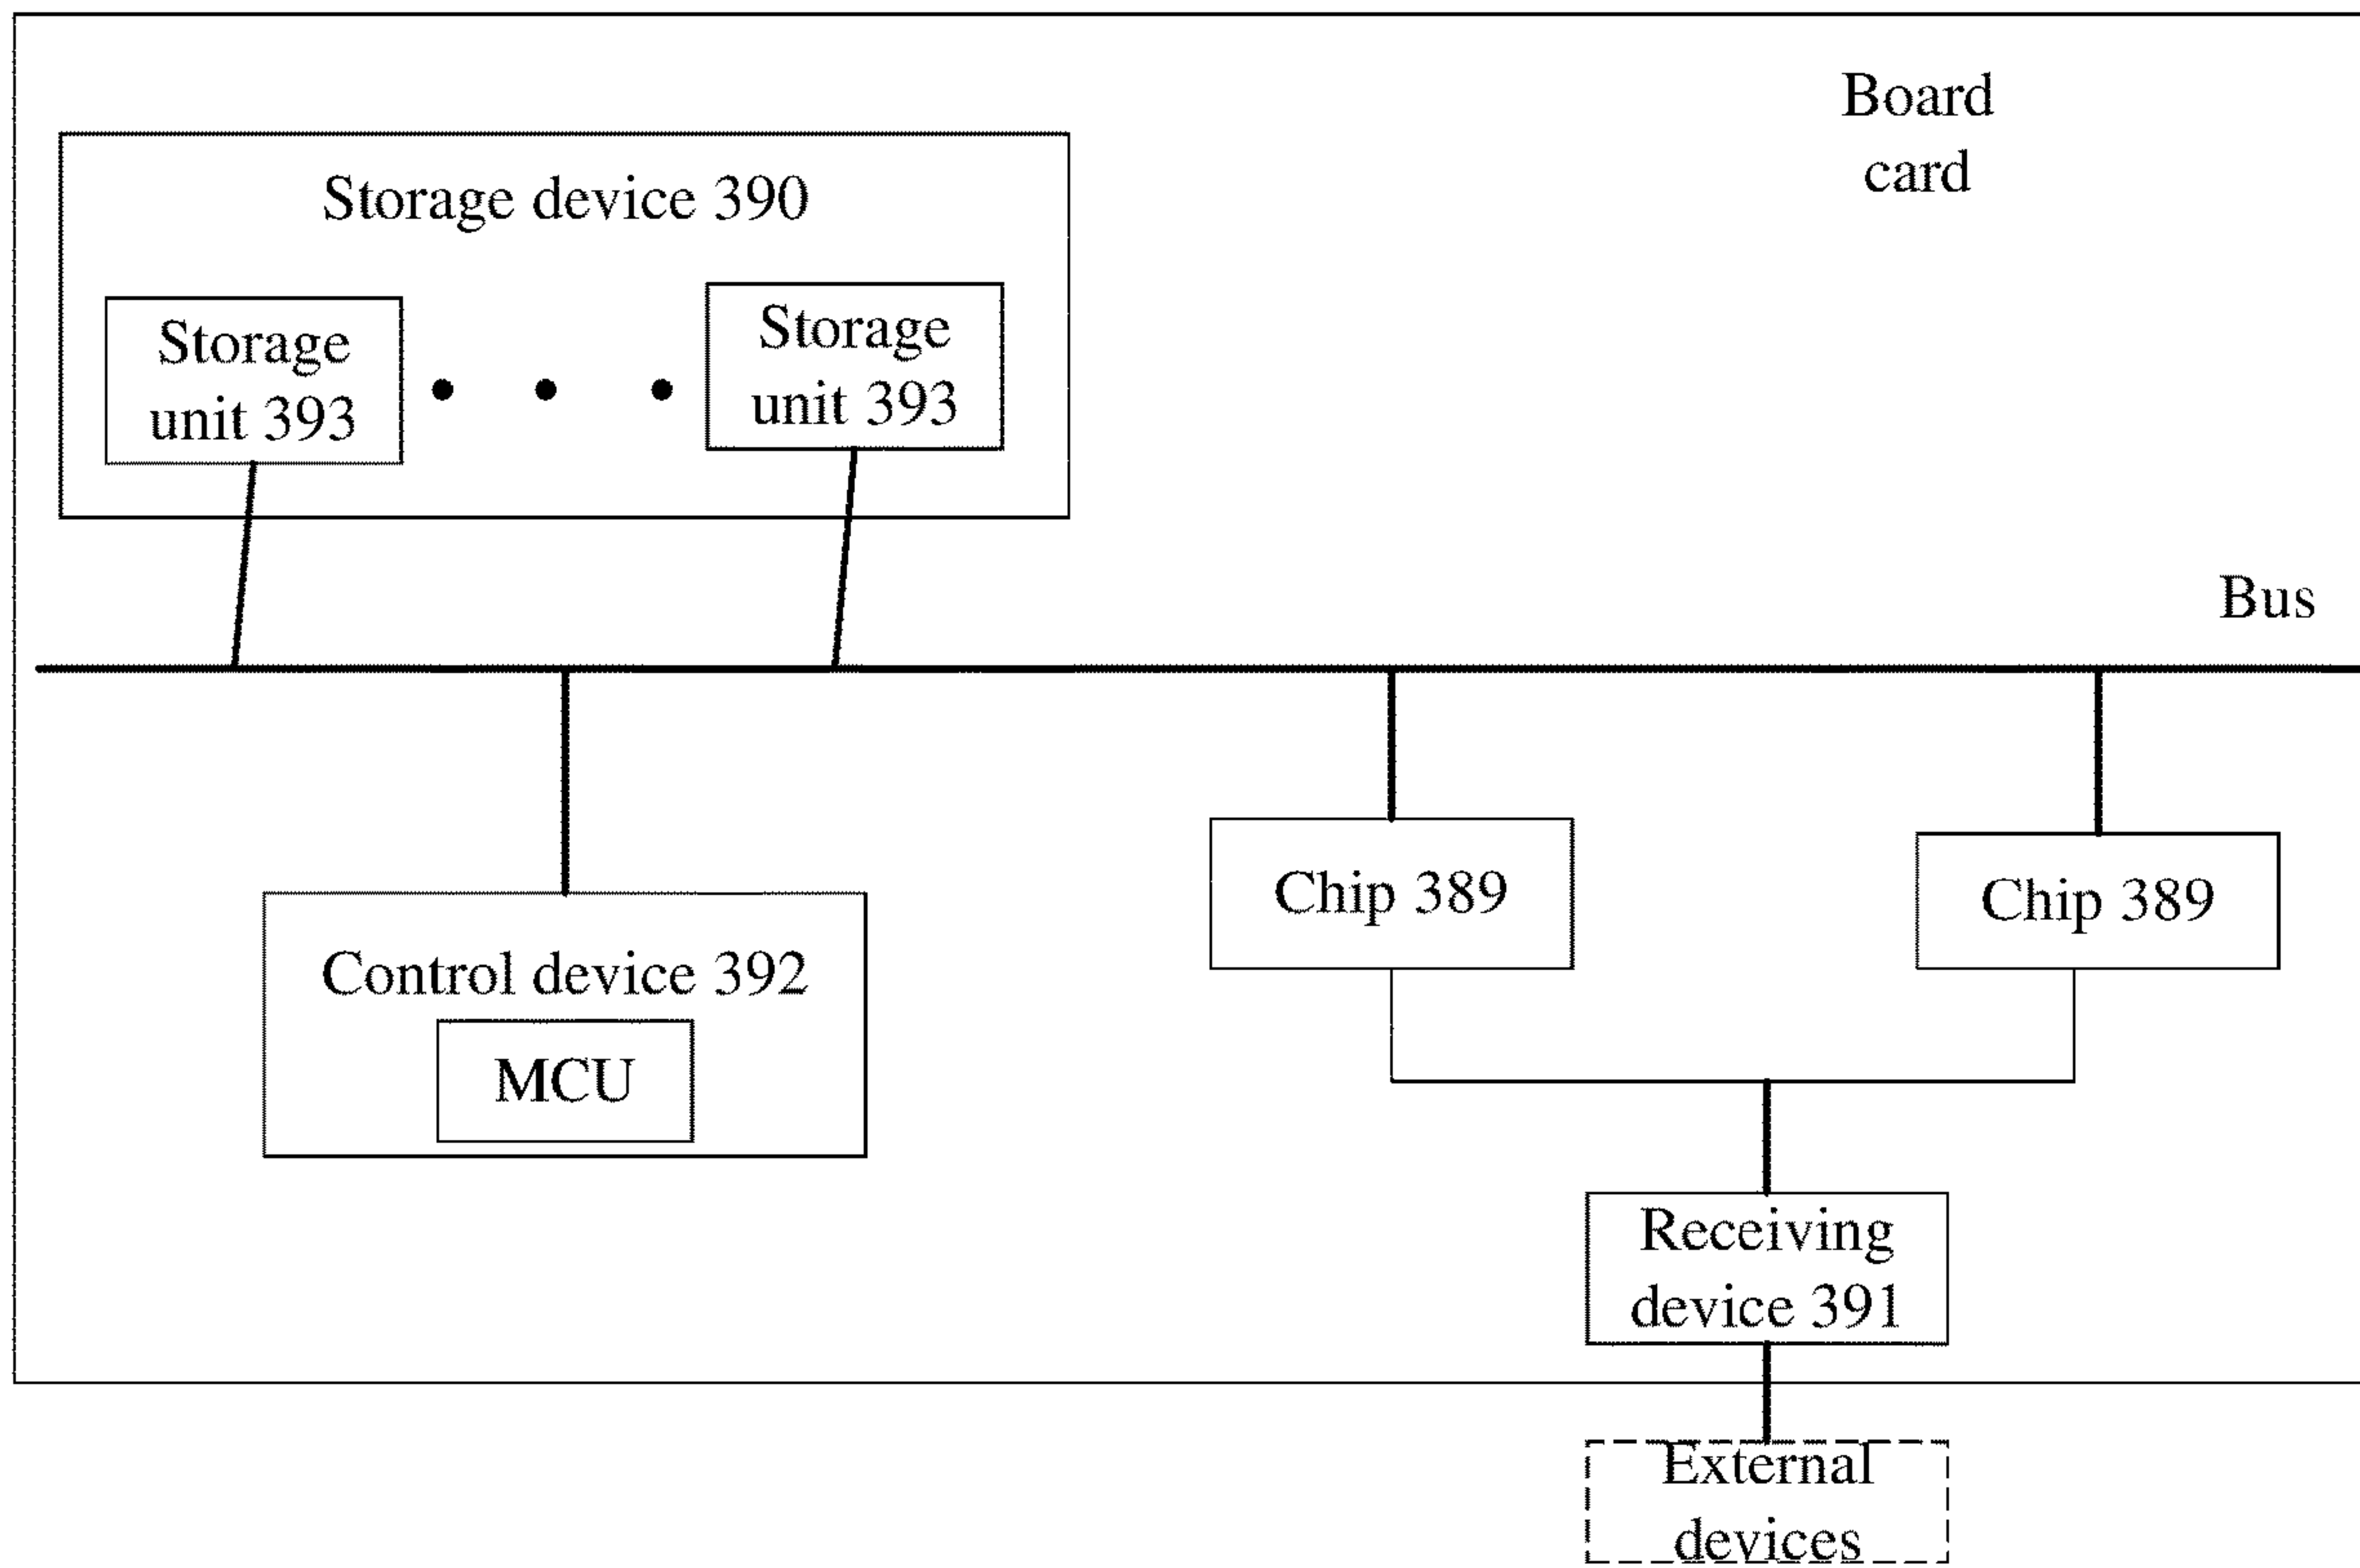 Board
card
Storage device 390
Storage
unit 393
Storage
unit 393
Bus
Control device 392
MCU
Chip 389
Chip 389
Receiving
device 391
External
devices